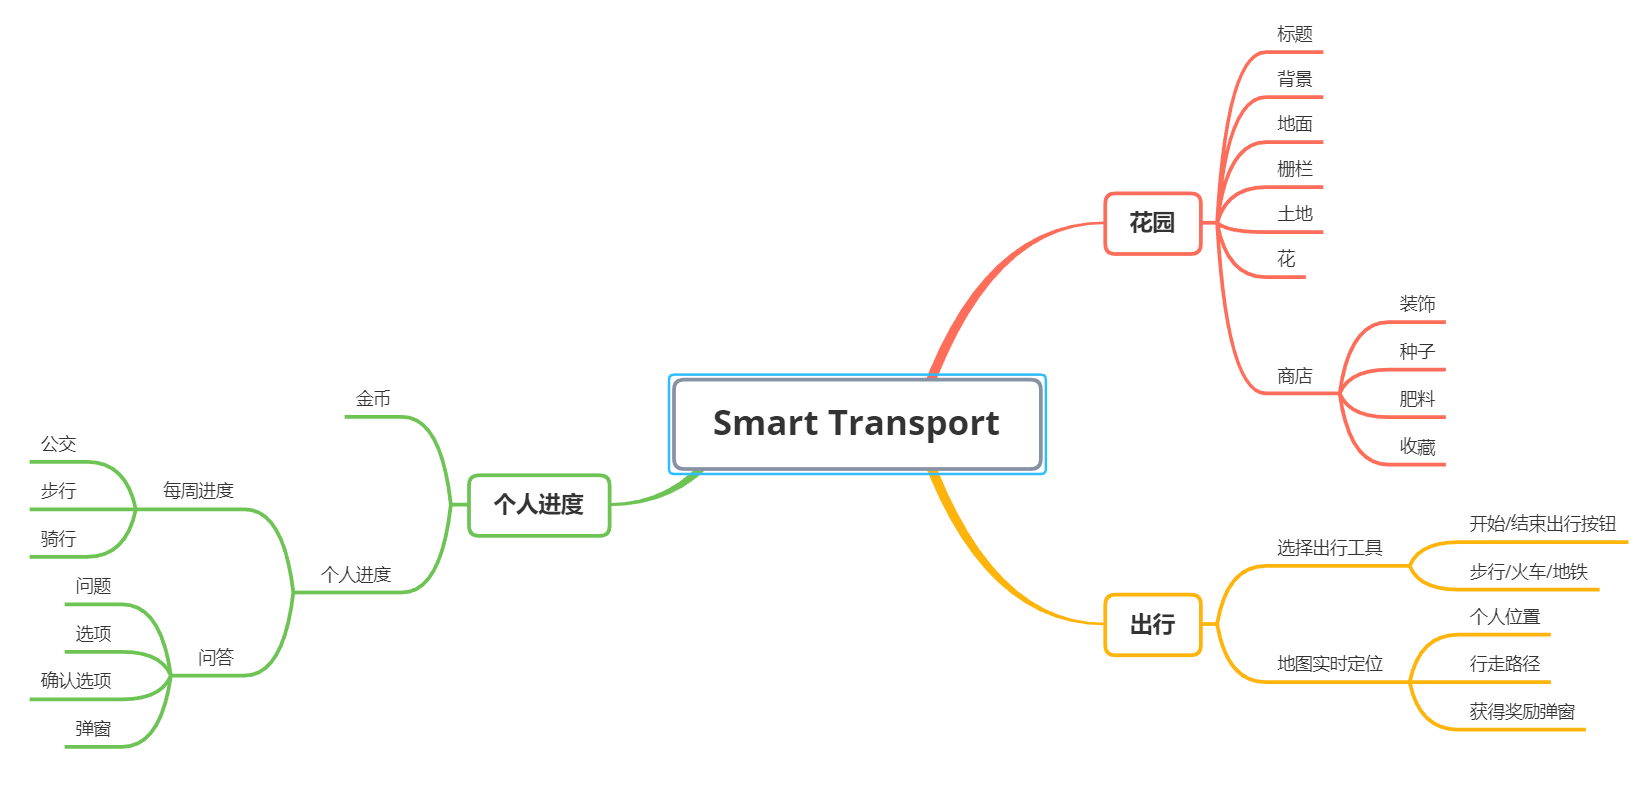 Smart Transport
花园
标题
背景
地面
栅栏
土地
花
商店
装饰
种子
肥料
收藏
出行
选择出行工具
开始/结束出行按钮
步行/火车/地铁
地图实时定位
个人位置
行走路径
获得奖励弹窗
个人进度
金币
个人进度
每周进度
公交
步行
骑行
问答
问题
选项
确认选项
弹窗